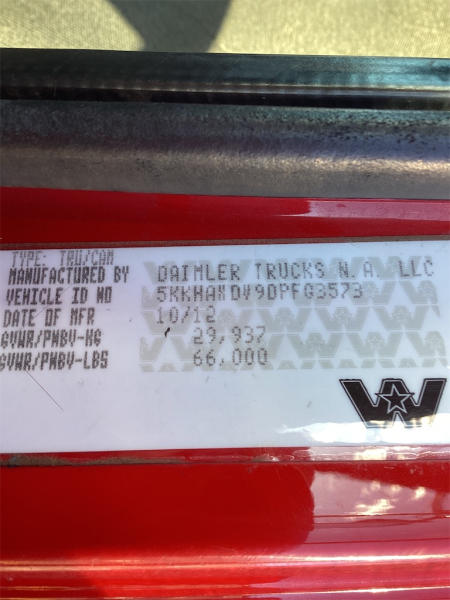 TYPE: TRU/CAM
MANUFACTURED BY DAIMLER TRUCKS N.A. LLC
VEHICLE ID NO 5KKHAXDV9DPFG3573
DATE OF MFR 10/12
GVWR/PNBV-KG 29,937
GVWR/PNBV-LBS 66,000